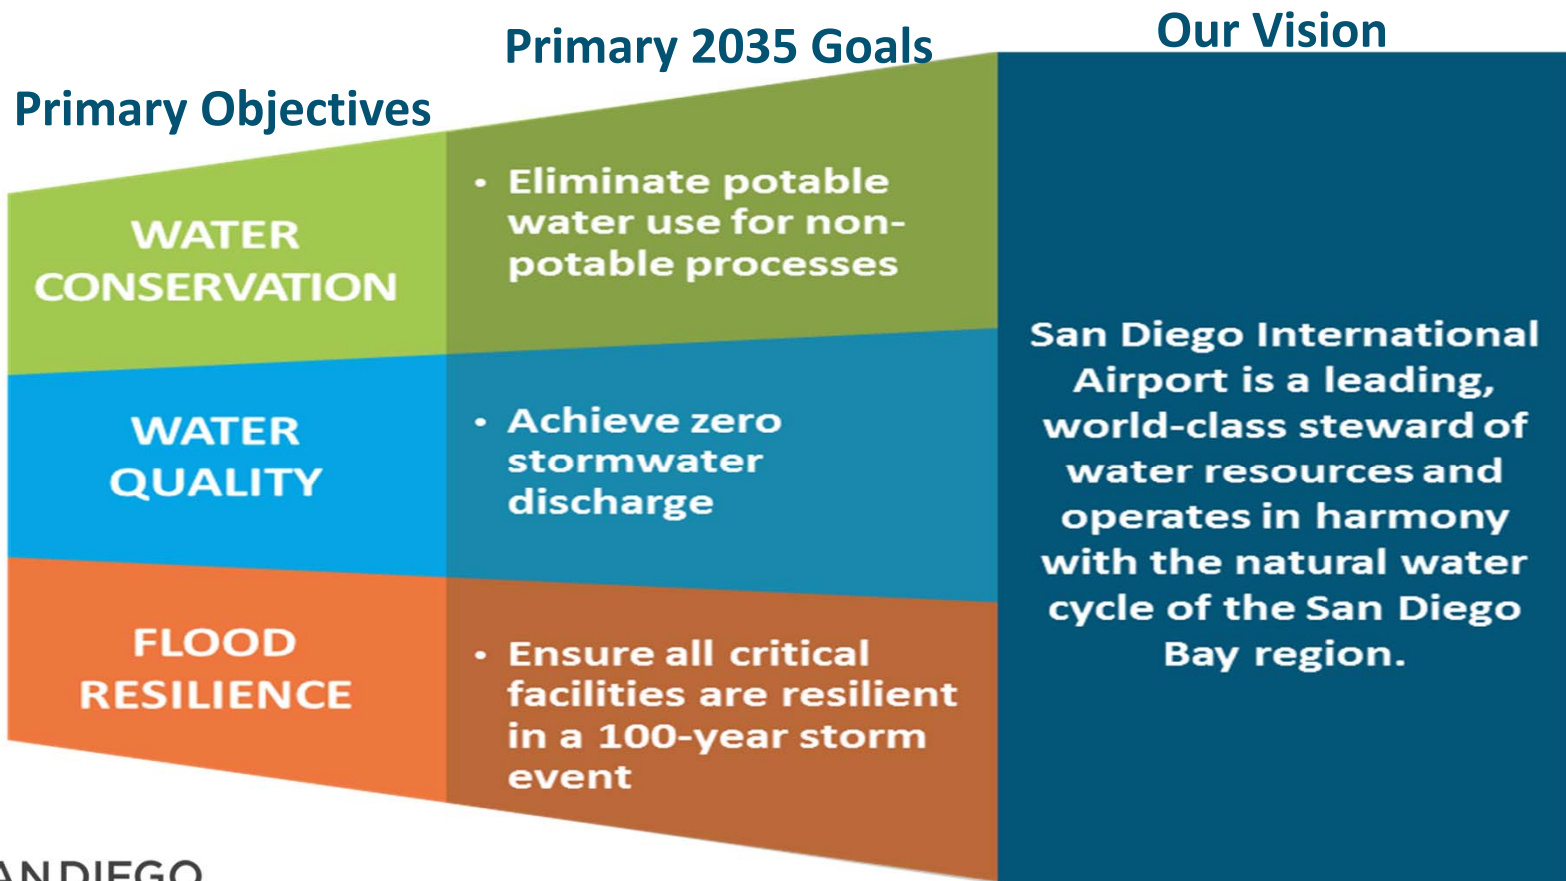 Primary Objectives
Primary 2035 Goals
Our Vision
WATER
CONSERVATION
• Eliminate potable
water use for non-
potable processes
WATER
QUALITY
• Achieve zero
stormwater
discharge
FLOOD
RESILIENCE
• Ensure all critical
facilities are resilient
in a 100-year storm
event
San Diego International
Airport is a leading,
world-class steward of
water resources and
operates in harmony
with the natural water
cycle of the San Diego
Bay region.
AN DIEGO